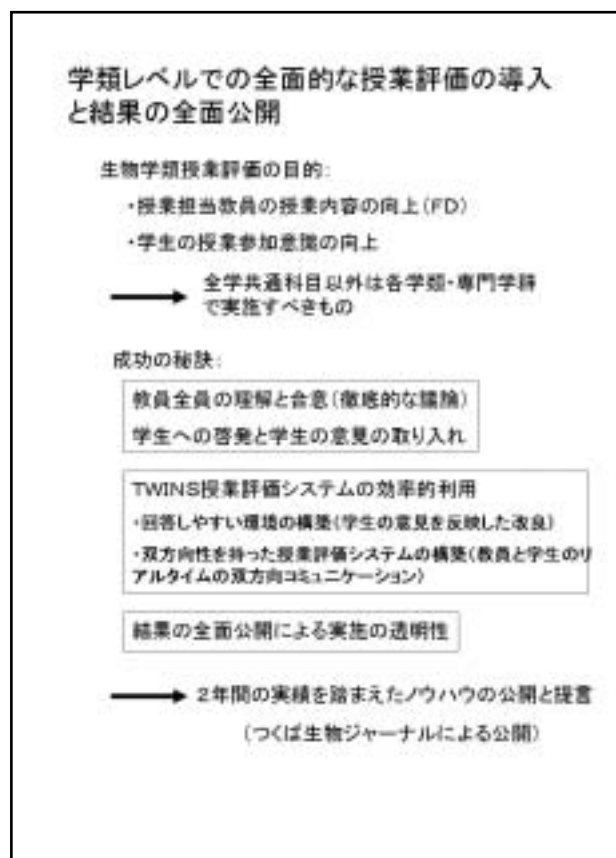 学類レベルでの全面的な授業評価の導入
と結果の全面公開
生物学類授業評価の目的:
・授業担当教員の授業内容の向上(FD)
・学生の授業参加意識の向上
全学共通科目以外は各学類・専門学群
で実施すべきもの
成功の秘訣:
教員全員の理解と合意(徹底的な議論)
学生への啓発と学生の意見の取り入れ
TWINS授業評価システムの効率的利用
・回答しやすい環境の構築(学生の意見を反映した改良)
・双方向性を持った授業評価システムの構築(教員と学生のリ
アルタイムの双方向コミュニケーション)
結果の全面公開による実施の透明性
2年間の実績を踏まえたノウハウの公開と提言
(つくば生物ジャーナルによる公開)